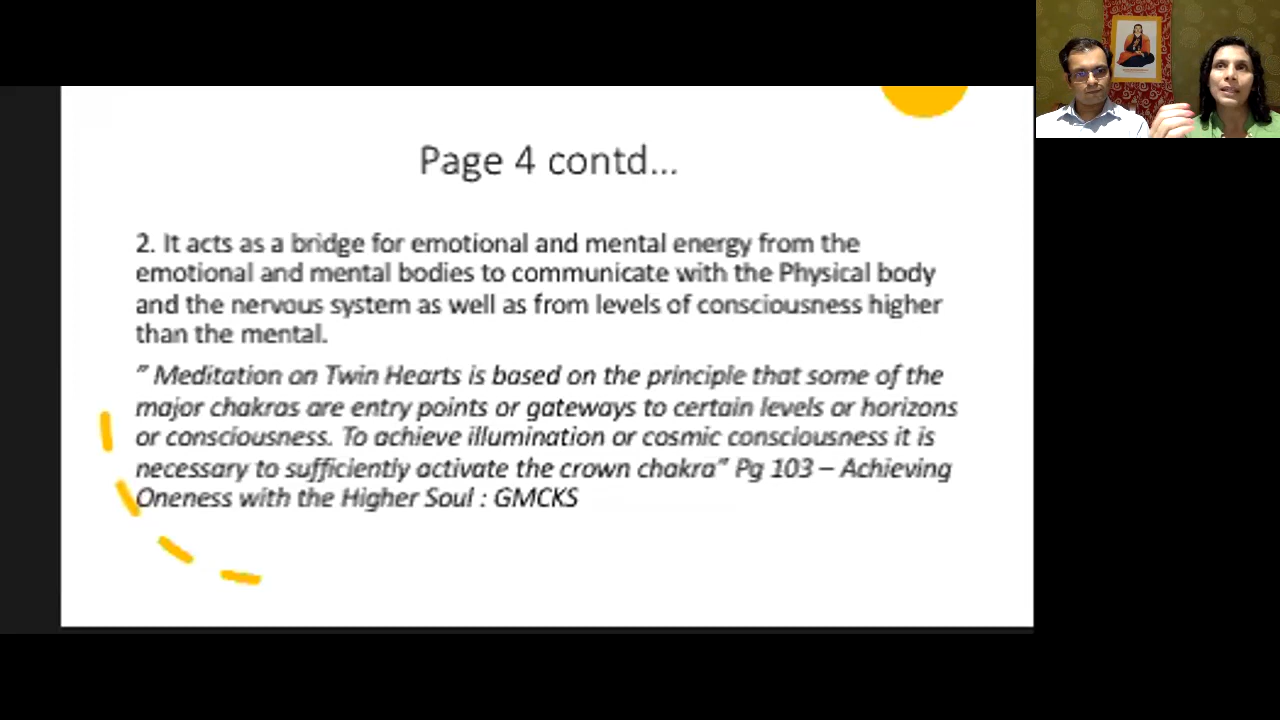 Page 4 contd...
2. It acts as a bridge for emotional and mental energy from the
emotional and mental bodies to communicate with the Physical body
and the nervous system as well as from levels of consciousness higher
than the mental.
" Meditation on Twin Hearts is based on the principle that some of the
major chakras are entry points or gateways to certain levels or horizons
or consciousness. To achieve illumination or cosmic consciousness it is
necessary to sufficiently activate the crown chakra" Pg 103 – Achieving
Oneness with the Higher Soul : GMCKS